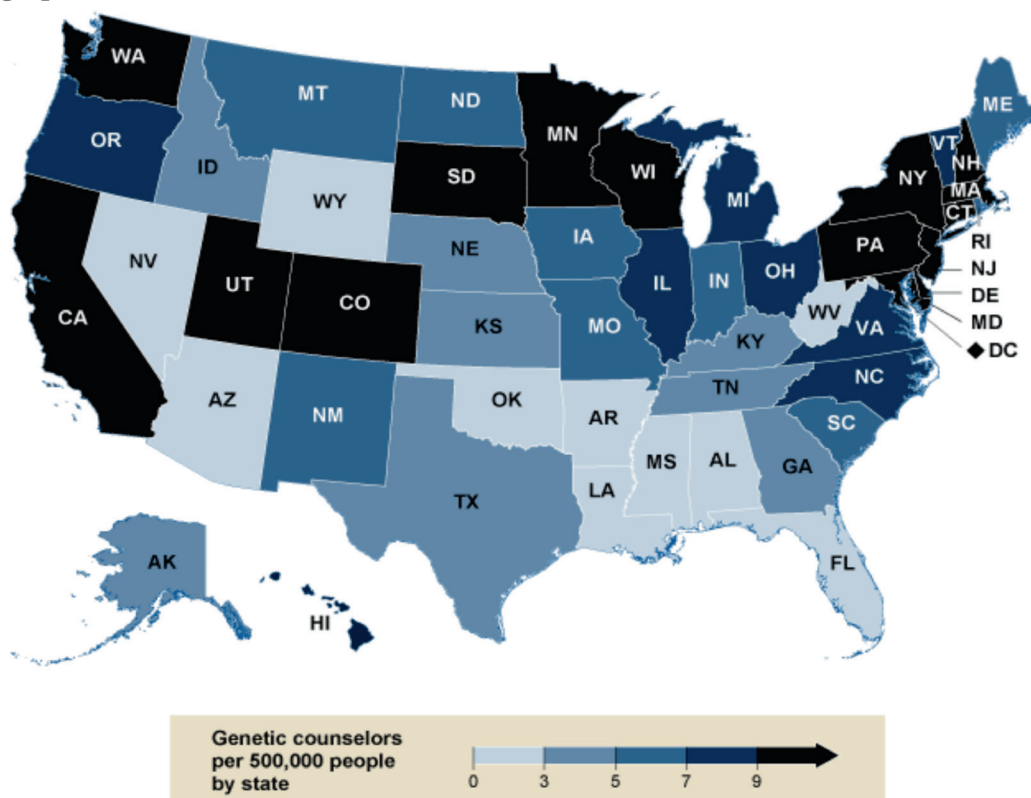 WA
MT
ND
ME
OR
MN
VT
ID
NH
SD
WI
NY
MA
WY
MI
CT
IA
PA
RI
NE
NJ
NV
OH
IL
IN
DE
UT
CO
WV
CA
MD
KS
MO
VA
KY
◆ DC
NC
TN
AZ
OK
NM
AR
SC
MS
AL
GA
LA
TX
AK
FL
HI
Genetic counselors
per 500,000 people
by state
0 3 5 7 9